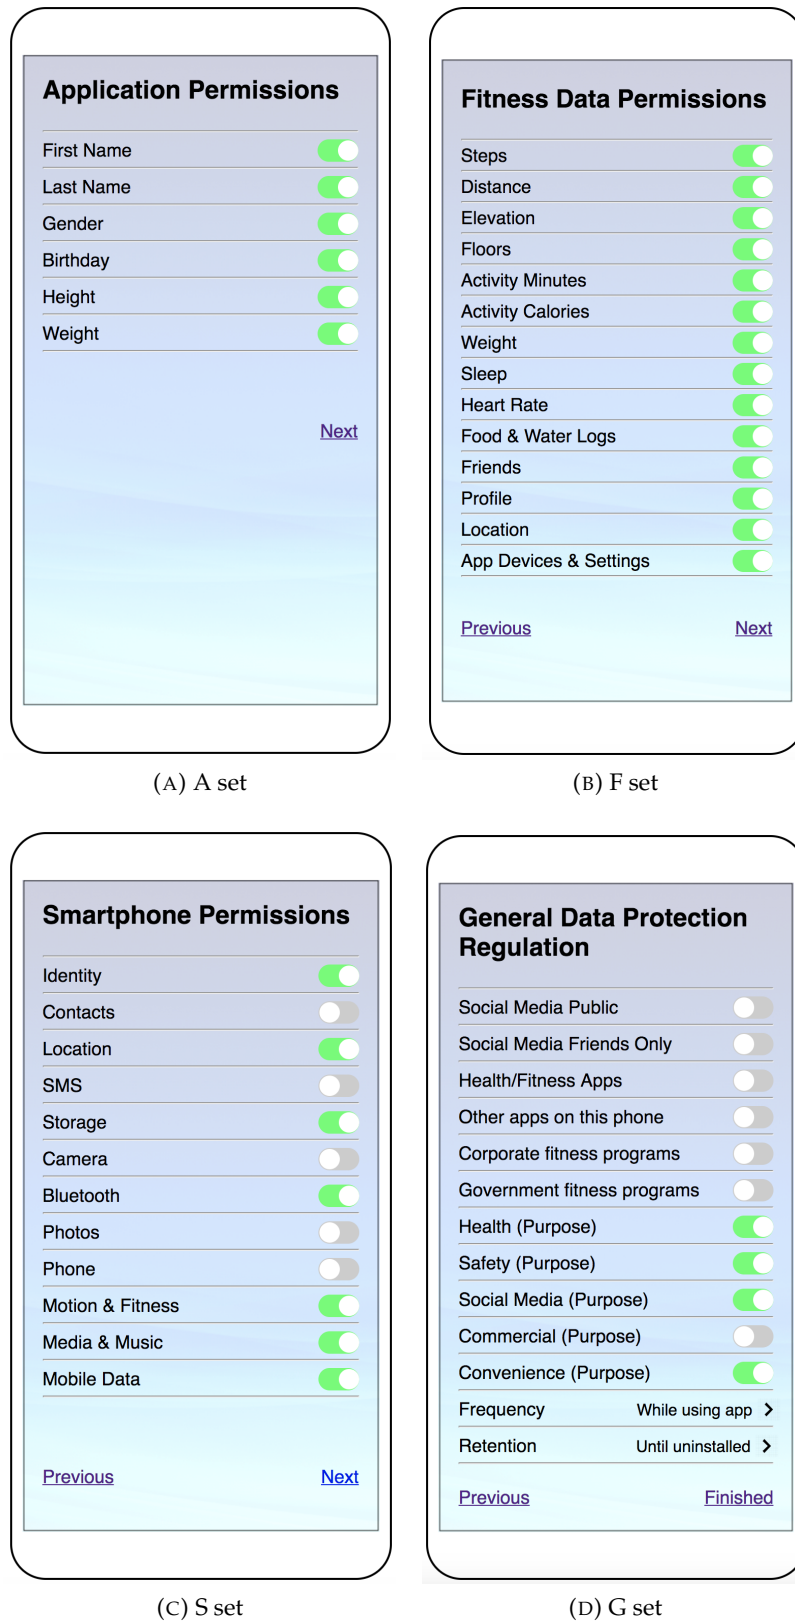 Application Permissions
First Name
Last Name
Gender
Birthday
Height
Weight
Next
(A) A set
Fitness Data Permissions
Steps
Distance
Elevation
Floors
Activity Minutes
Activity Calories
Weight
Sleep
Heart Rate
Food & Water Logs
Friends
Profile
Location
App Devices & Settings
Previous Next
(B) F set
Smartphone Permissions
Identity
Contacts
Location
SMS
Storage
Camera
Bluetooth
Photos
Phone
Motion & Fitness
Media & Music
Mobile Data
Previous Next
(C) S set
General Data Protection
Regulation
Social Media Public
Social Media Friends Only
Health/Fitness Apps
Other apps on this phone
Corporate fitness programs
Government fitness programs
Health (Purpose)
Safety (Purpose)
Social Media (Purpose)
Commercial (Purpose)
Convenience (Purpose)
Frequency While using app
Retention Until uninstalled
Previous Finished
(D) G set